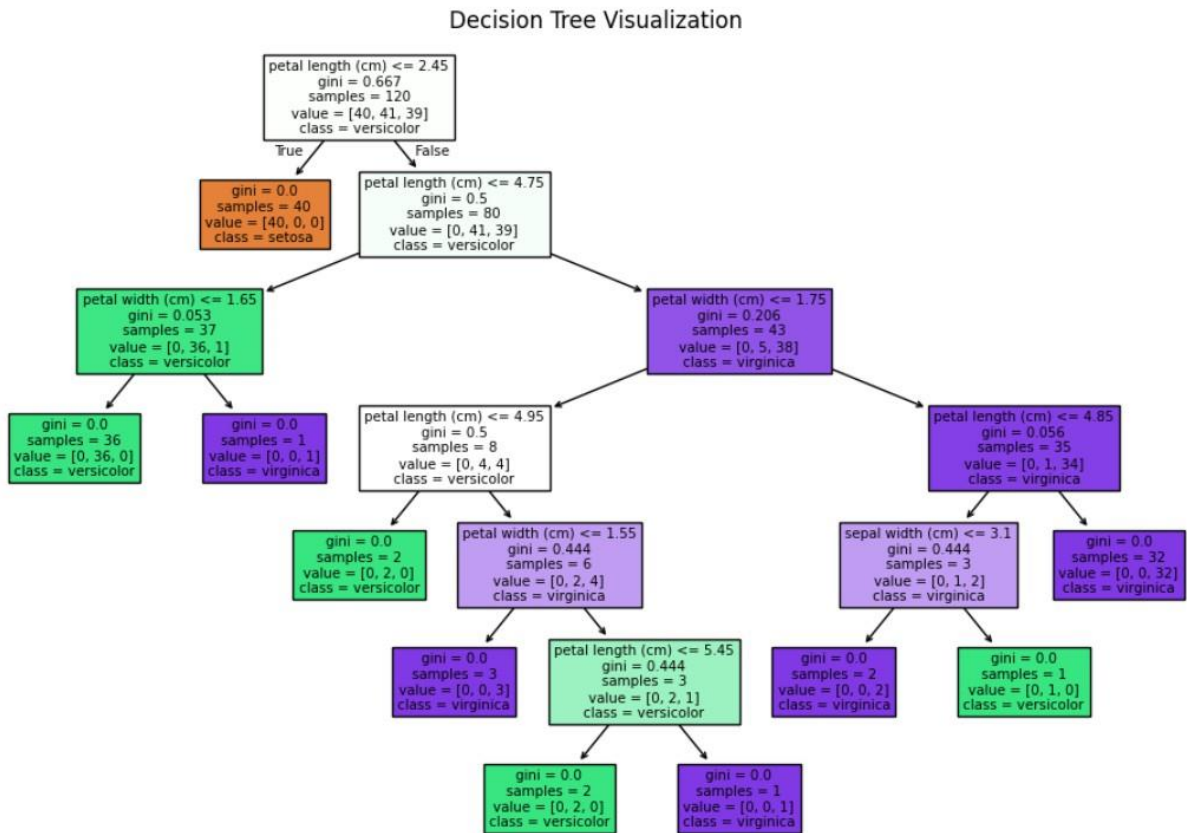 Decision Tree Visualization
petal length (cm) <= 2.45
gini = 0.667
samples = 120
value = [40, 41, 39]
class = versicolor
True
False
gini = 0.0
samples = 40
value = [40, 0, 0]
class = setosa
petal length (cm) <= 4.75
gini = 0.5
samples = 80
value = [0, 41, 39]
class = versicolor
petal width (cm) <= 1.65
gini = 0.053
samples = 37
value = [0, 36, 1]
class = versicolor
petal width (cm) <= 1.75
gini = 0.206
samples = 43
value = [0, 5, 38]
class = virginica
gini = 0.0
samples = 36
value = [0, 36, 0]
class = versicolor
gini = 0.0
samples = 1
value = [0, 0, 1]
class = virginica
petal length (cm) <= 4.95
gini = 0.5
samples = 8
value = [0, 4, 4]
class = versicolor
petal length (cm) <= 4.85
gini = 0.056
samples = 35
value = [0, 1, 34]
class = virginica
gini = 0.0
samples = 2
value = [0, 2, 0]
class = versicolor
petal width (cm) <= 1.55
gini = 0.444
samples = 6
value = [0, 2, 4]
class = virginica
sepal width (cm) <= 3.1
gini = 0.444
samples = 3
value = [0, 1, 2]
class = virginica
gini = 0.0
samples = 32
value = [0, 0, 32]
class = virginica
gini = 0.0
samples = 3
value = [0, 0, 3]
class = virginica
petal length (cm) <= 5.45
gini = 0.444
samples = 3
value = [0, 2, 1]
class = versicolor
gini = 0.0
samples = 2
value = [0, 0, 2]
class = virginica
gini = 0.0
samples = 1
value = [0, 1, 0]
class = versicolor
gini = 0.0
samples = 2
value = [0, 2, 0]
class = versicolor
gini = 0.0
samples = 1
value = [0, 0, 1]
class = virginica